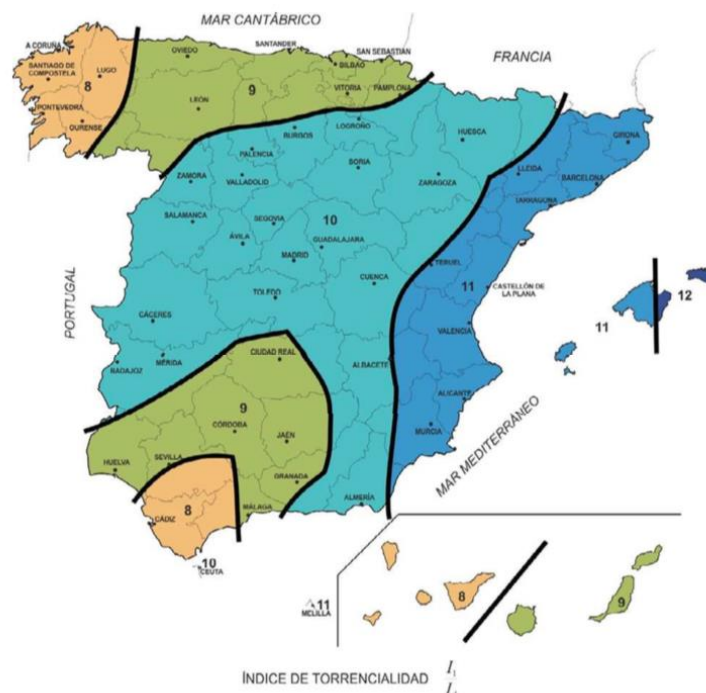 MAR CANTÁBRICO
A CORUÑA
SANTIAGO DE
COMPOSTELA
LUGO
8
PONTEVEDRA
OURENSE
OVIEDO
SANTANDER
SAN SEBASTIÁN
BILBAO
9
VITORIA
PAMPLONA
LEÓN
FRANCIA
BURGOS
LOGROÑO
HUESCA
GIRONA
PALENCIA
LLEIDA
BARCELONA
ZAMORA
VALLADOLID
SORIA
ZARAGOZA
TARRAGONA
SALAMANCA
SEGOVIA
10
ÁVILA
GUADALAJARA
MADRID
TERUEL
11
CASTELLÓN DE
LA PLANA
12
11
PORTUGAL
TOLEDO
CUENCA
CÁCERES
VALENCIA
BADAJOZ
MÉRIDA
CIUDAD REAL
ALBACETE
ALICANTE
MURCIA
MAR MEDITERRÁNEO
9
CÓRDOBA
JAÉN
HUELVA
SEVILLA
GRANADA
8
CÁDIZ
MÁLAGA
ALMERÍA
10
CEUTA
11
MELILLA
8
9
ÍNDICE DE TORRENCIALIDAD